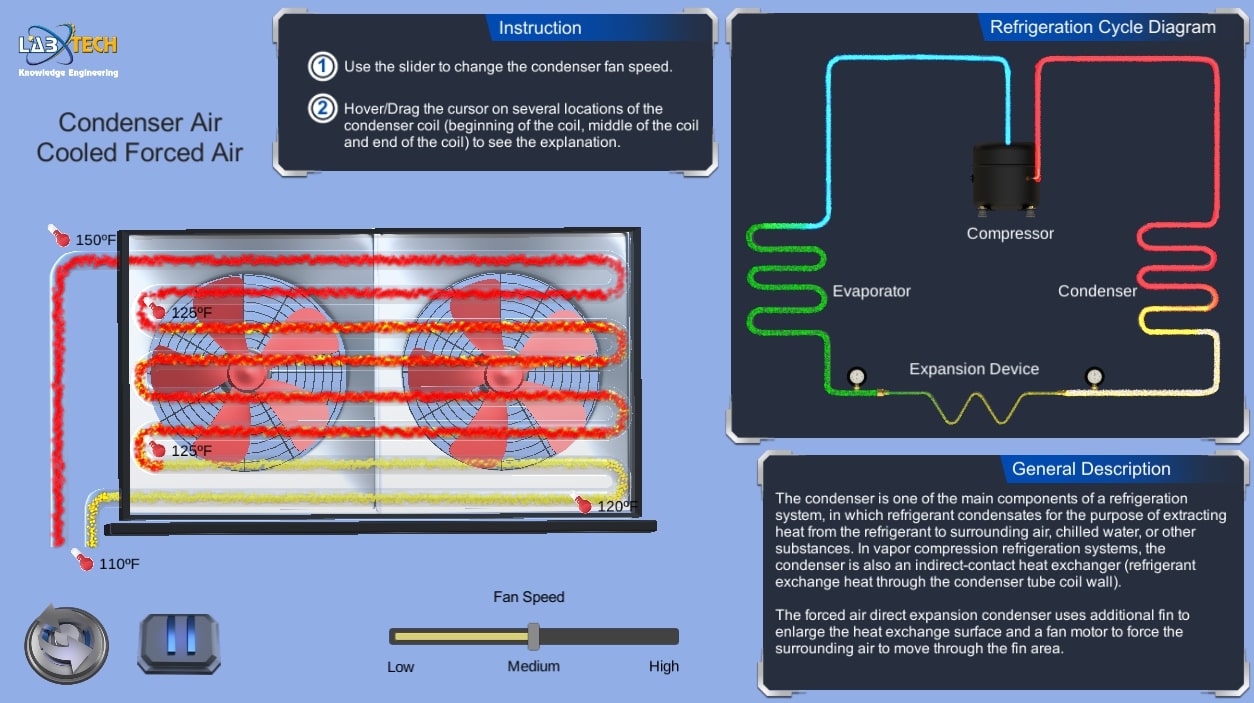 LABTECH
Knowledge Engineering
Condenser Air
Cooled Forced Air
Instruction
1 Use the slider to change the condenser fan speed.
2 Hover/Drag the cursor on several locations of the
condenser coil (beginning of the coil, middle of the coil
and end of the coil) to see the explanation.
150ºF
125ºF
125ºF
120ºF
110ºF
Fan Speed
Low
Medium
High
Refrigeration Cycle Diagram
Compressor
Evaporator
Condenser
Expansion Device
General Description
The condenser is one of the main components of a refrigeration
system, in which refrigerant condensates for the purpose of extracting
heat from the refrigerant to surrounding air, chilled water, or other
substances. In vapor compression refrigeration systems, the
condenser is also an indirect-contact heat exchanger (refrigerant
exchange heat through the condenser tube coil wall).
The forced air direct expansion condenser uses additional fin to
enlarge the heat exchange surface and a fan motor to force the
surrounding air to move through the fin area.